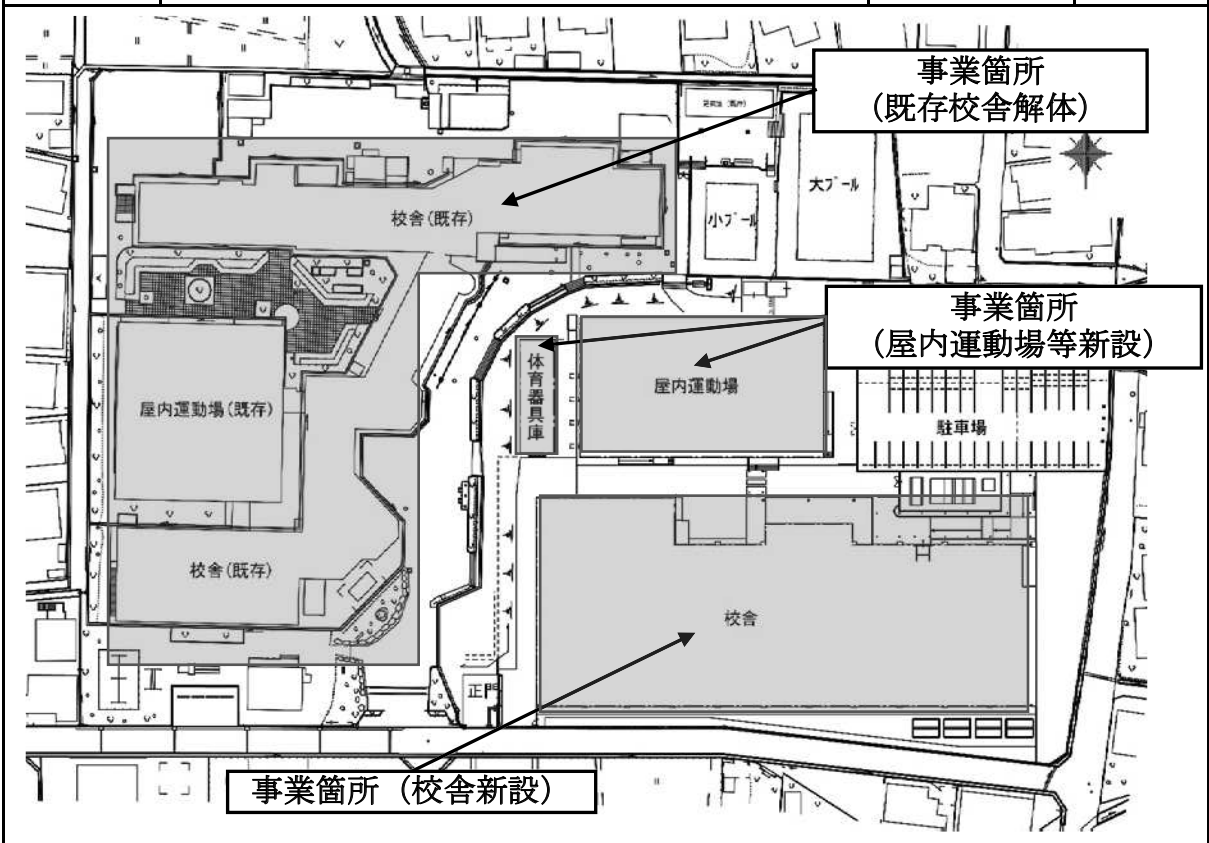 事業箇所
(既存校舎解体)
大プール
小プール
校舎(既存)
事業箇所
(屋内運動場等新設)
体育器具庫
屋内運動場
屋内運動場(既存)
駐車場
校舎(既存)
校舎
正門
事業箇所（校舎新設）